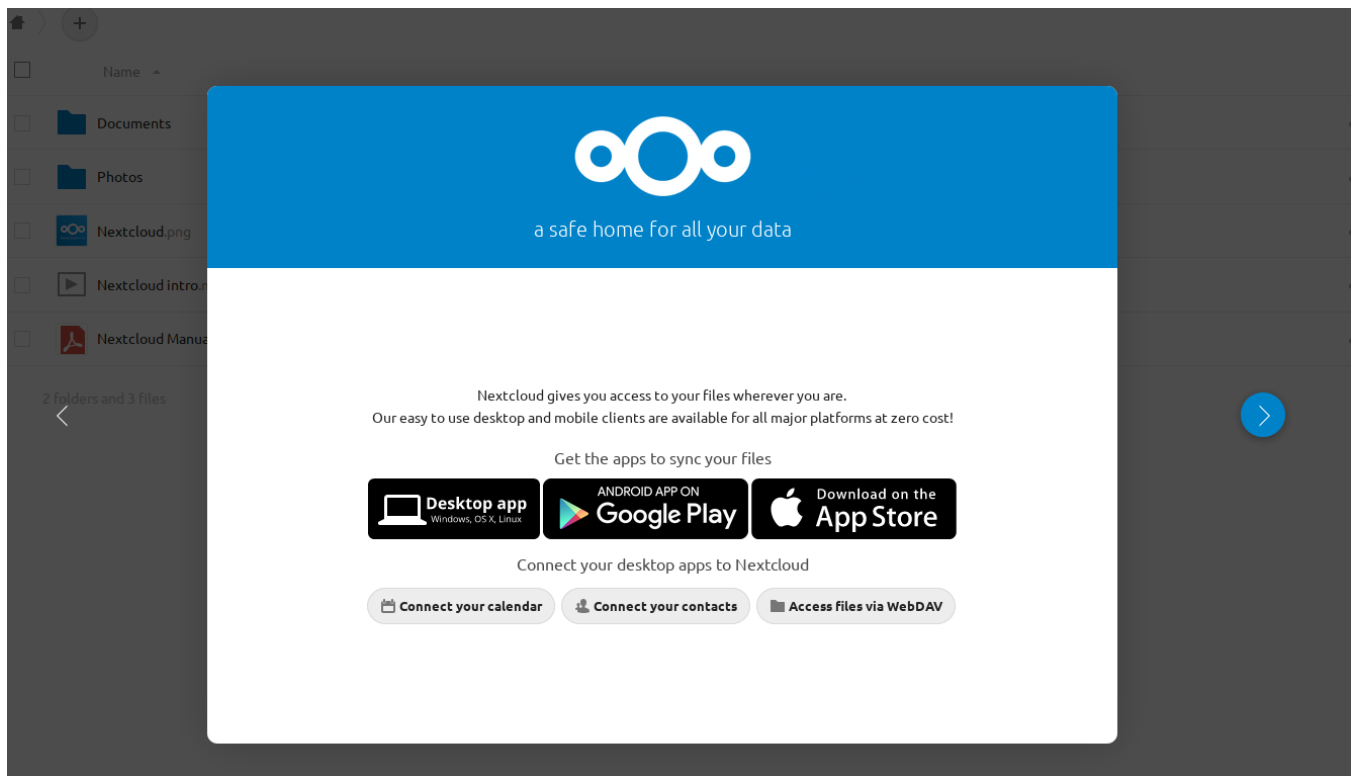 +
Name
Documents
Photos
Nextcloud.png
Nextcloud intro.
Nextcloud
2 folders and 3 files
a safe home for all your data
Nextcloud gives you access to your files wherever you are.
Our easy to use desktop and mobile clients are available for all major platforms at zero cost!
Get the apps to sync your files
Desktop app
Windows, OS X, Linux
ANDROID APP ON
Google Play
Download on the
App Store
Connect your desktop apps to Nextcloud
Connect your calendar
Connect your contacts
Access files via WebDAV